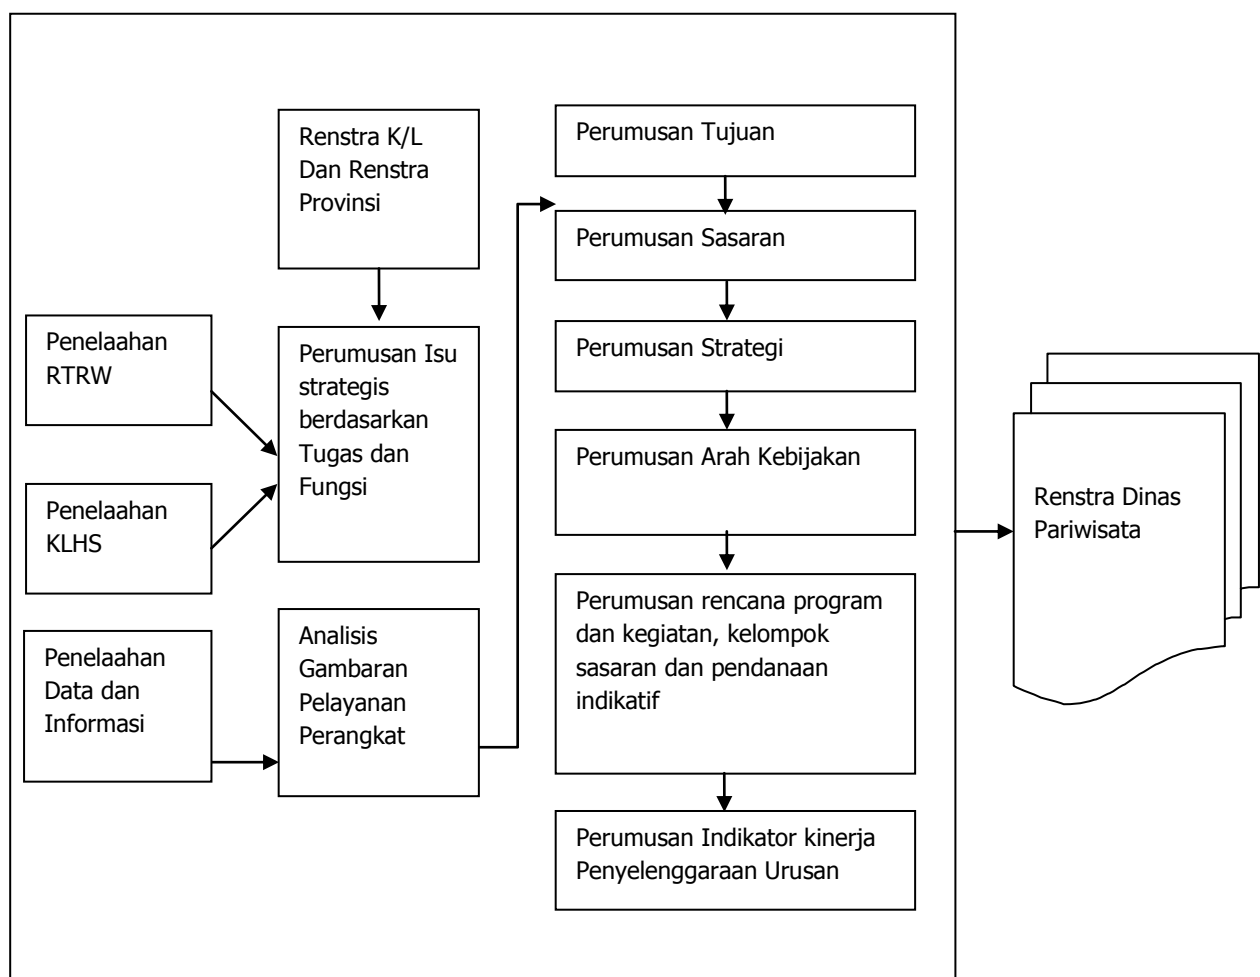 Renstra K/L
Dan Renstra
Provinsi
Penelaahan
RTRW
Penelaahan
KLHS
Penelaahan
Data dan
Informasi
Perumusan Isu
strategis
berdasarkan
Tugas dan
Fungsi
Analisis
Gambaran
Pelayanan
Perangkat
Perumusan Tujuan
Perumusan Sasaran
Perumusan Strategi
Perumusan Arah Kebijakan
Perumusan rencana program
dan kegiatan, kelompok
sasaran dan pendanaan
indikatif
Perumusan Indikator kinerja
Penyelenggaraan Urusan
Renstra Dinas
Pariwisata